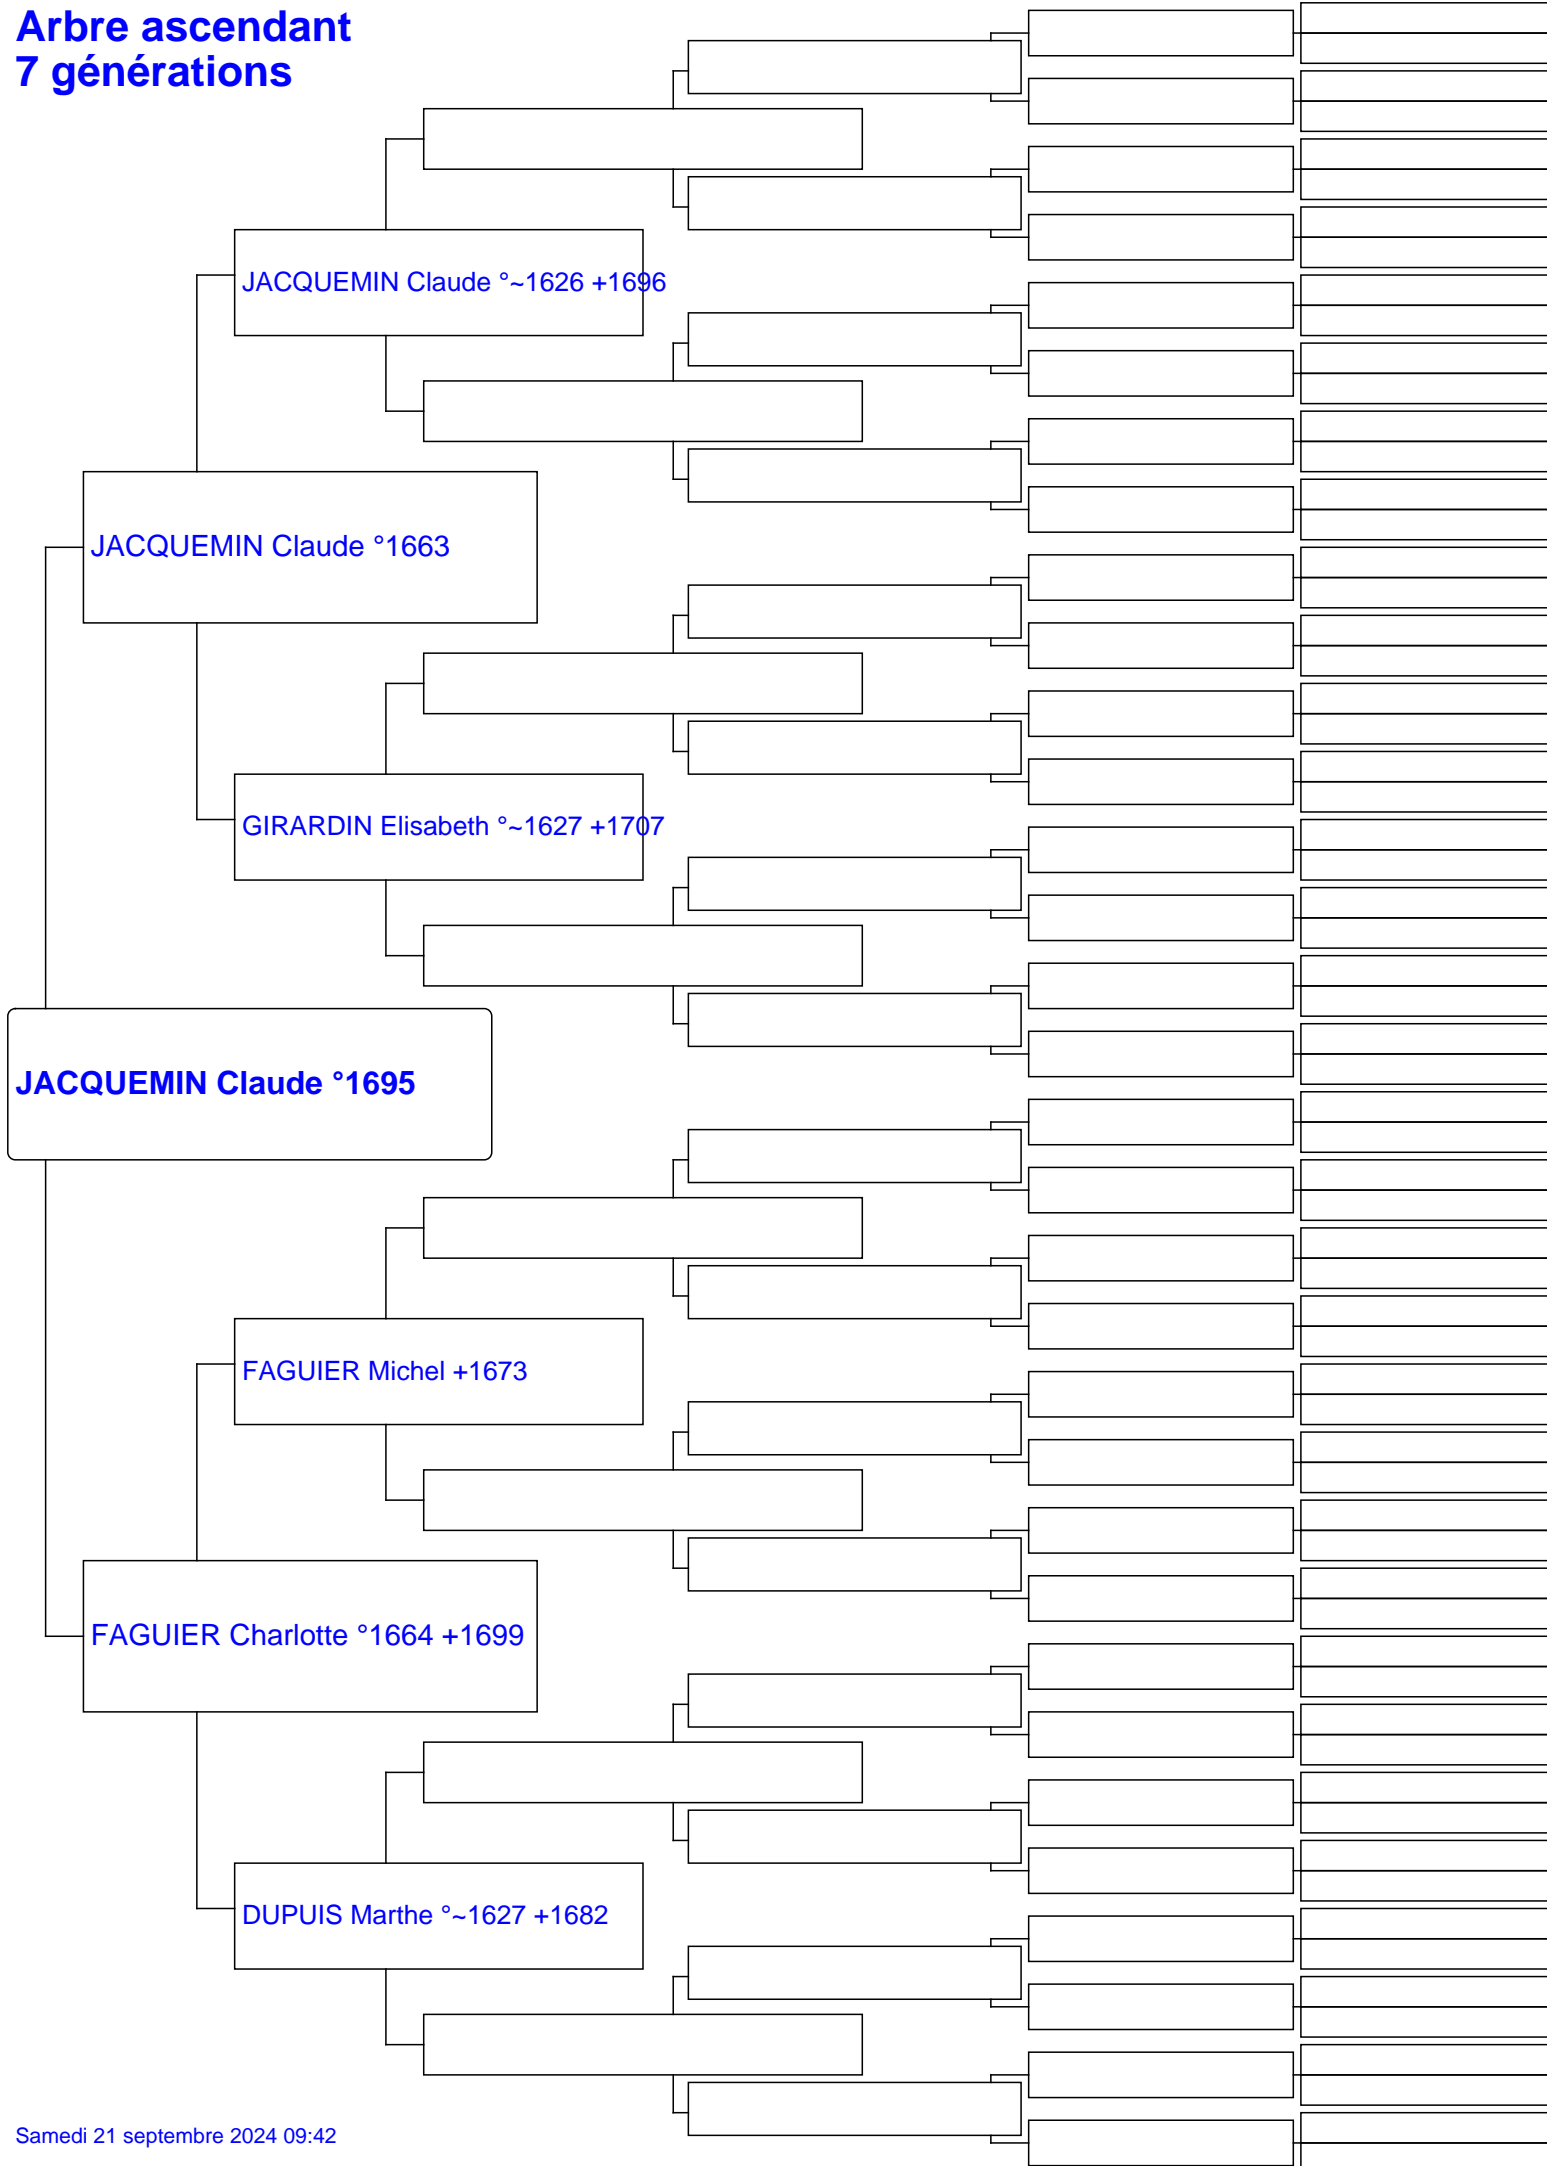 Arbre ascendant
7 générations
JACQUEMIN Claude °~1626 +1696
JACQUEMIN Claude °1663
GIRARDIN Elisabeth °~1627 +1707
JACQUEMIN Claude °1695
FAGUIER Michel +1673
FAGUIER Charlotte °1664 +1699
DUPUIS Marthe °~1627 +1682
Samedi 21 septembre 2024 09:42